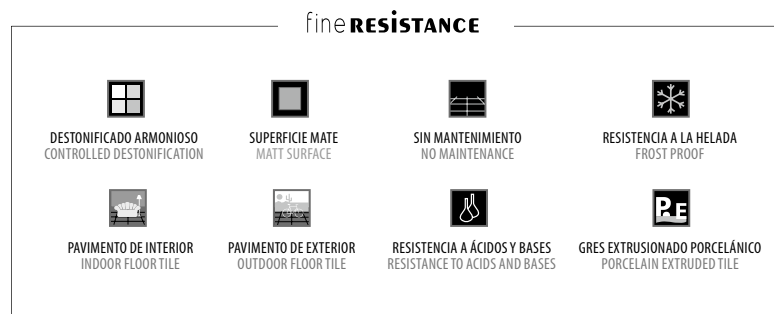 fine RESISTANCE
DESTONIFICADO ARMONIOSO
CONTROLLED DESTONIFICATION
SUPERFICIE MATE
MATT SURFACE
SIN MANTENIMIENTO
NO MAINTENANCE
RESISTENCIA A LA HELADA
FROST PROOF
PAVIMENTO DE INTERIOR
INDOOR FLOOR TILE
PAVIMENTO DE EXTERIOR
OUTDOOR FLOOR TILE
RESISTENCIA A ÁCIDOS Y BASES
RESISTANCE TO ACIDS AND BASES
P.E
GRES EXTRUSIONADO PORCELÁNICO
PORCELAIN EXTRUDED TILE